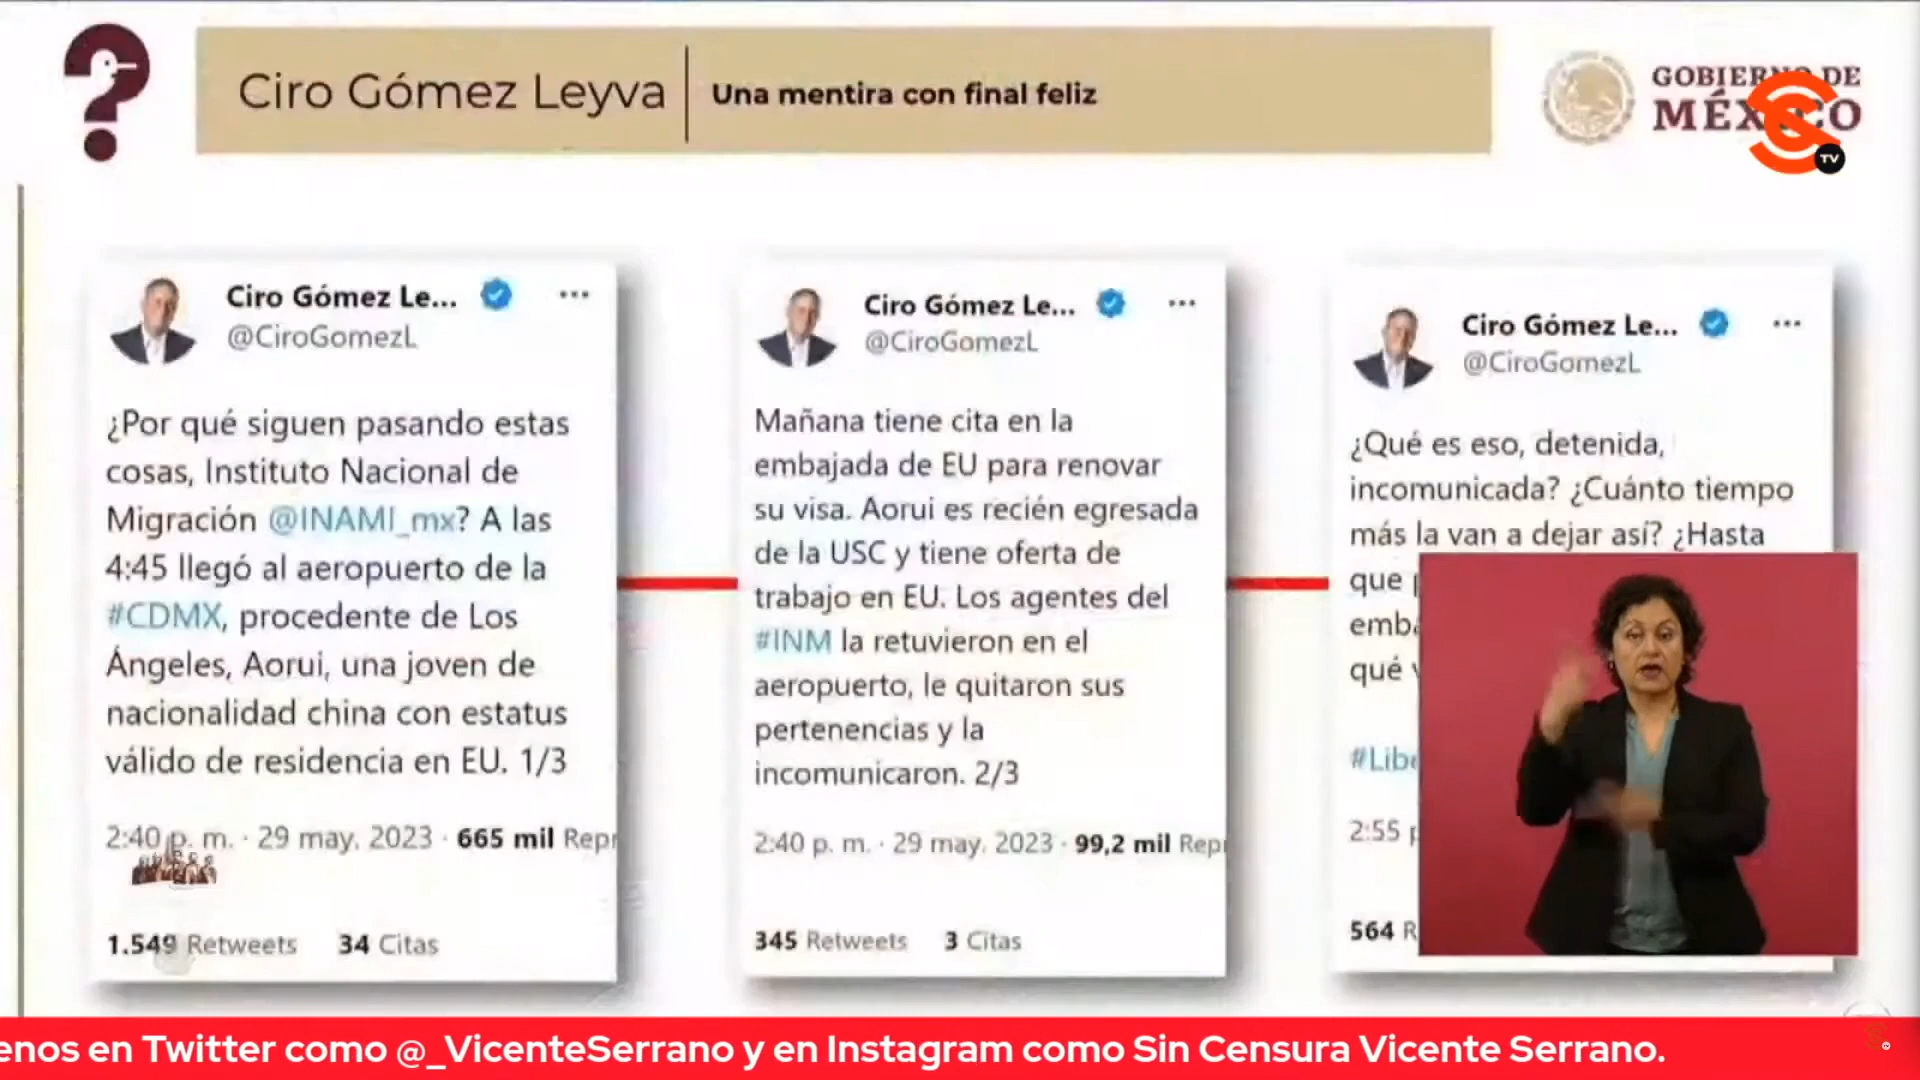 Ciro Gómez Leyva
Una mentira con final feliz
GOBIERNO DE
MÉXICO
TV
Ciro Gómez Le...
@CiroGomezL
¿Por qué siguen pasando estas
cosas, Instituto Nacional de
Migración @INAMI_mx? A las
4:45 llegó al aeropuerto de la
#CDMX, procedente de Los
Ángeles, Aorui, una joven de
nacionalidad china con estatus
válido de residencia en EU. 1/3
2:40 p. m. · 29 may. 2023 · 665 mil Repr
1.549 Retweets 34 Citas
Ciro Gómez Le...
@CiroGomezL
Mañana tiene cita en la
embajada de EU para renovar
su visa. Aorui es recién egresada
de la USC y tiene oferta de
trabajo en EU. Los agentes del
#INM la retuvieron en el
aeropuerto, le quitaron sus
pertenencias y la
incomunicaron. 2/3
2:40 p. m. · 29 may. 2023 · 99,2 mil Repr
345 Retweets 3 Citas
Ciro Gómez Le...
@CiroGomezL
¿Qué es eso, detenida,
incomunicada? ¿Cuánto tiempo
más la van a dejar así? ¿Hasta
que
emba
qué
#Libe
2:55 p
564 R
enos en Twitter como @_VicenteSerrano y en Instagram como Sin Censura Vicente Serrano.